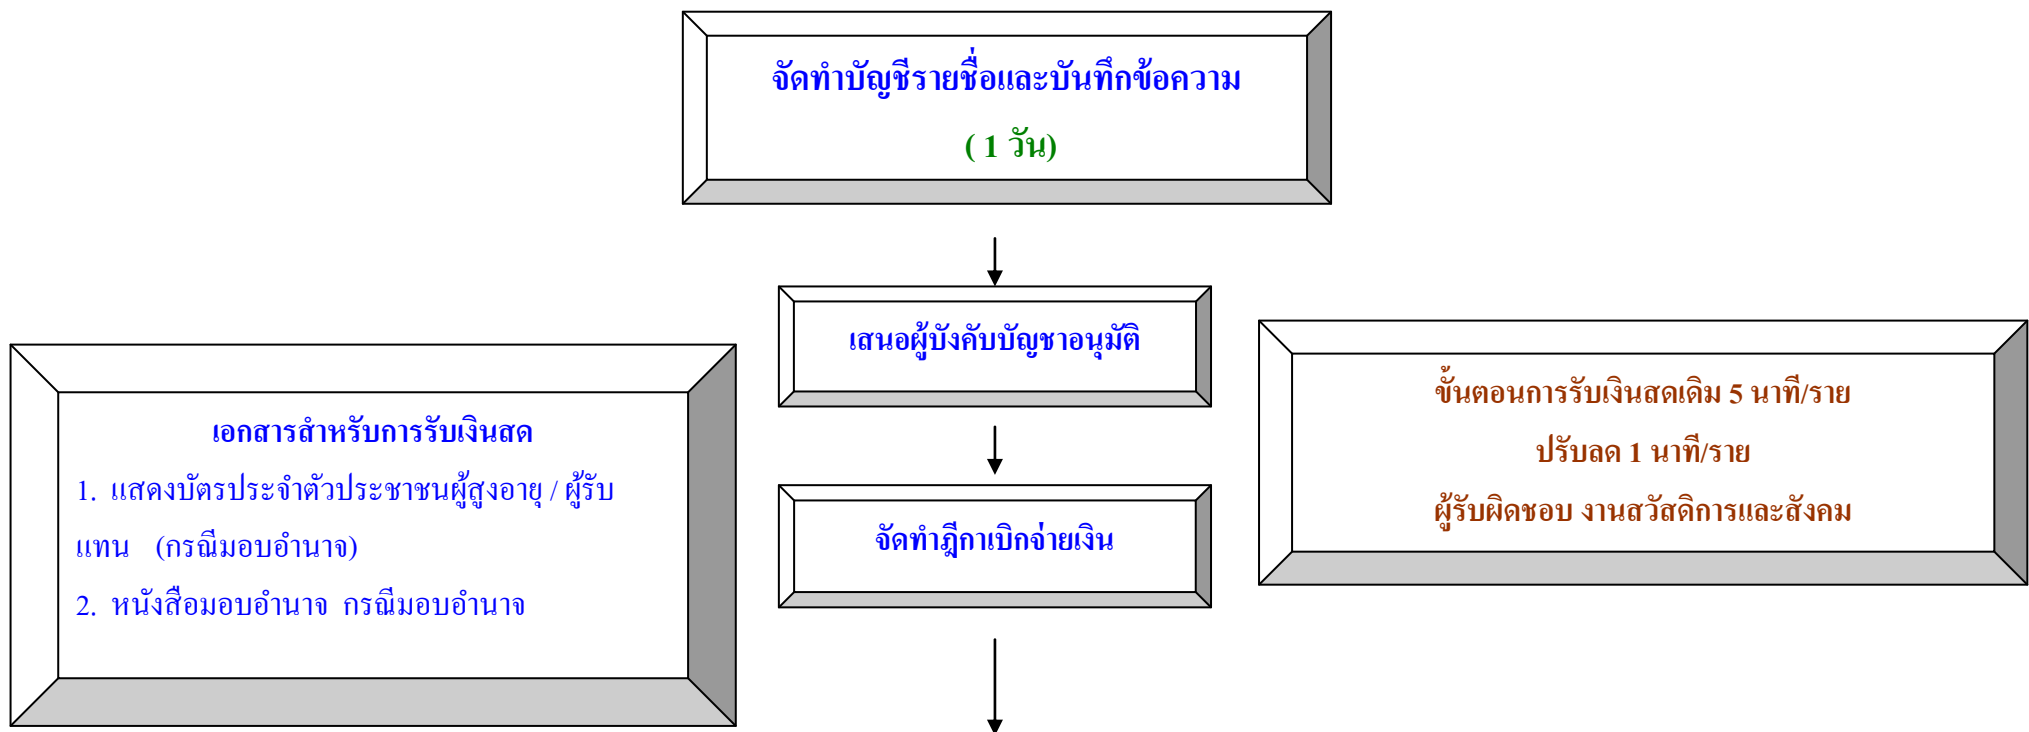 จัดทำบัญชีรายชื่อและบันทึกข้อความ
( 1 วัน)
เสนอผู้บังคับบัญชาอนุมัติ
เอกสารสำหรับการรับเงินสด
1. แสดงบัตรประจำตัวประชาชนผู้สูงอายุ / ผู้รับ
แทน (กรณีมอบอำนาจ)
2. หนังสือมอบอำนาจ กรณีมอบอำนาจ
จัดทำฎีกาเบิกจ่ายเงิน
ขั้นตอนการรับเงินสดเดิม 5 นาที/ราย
ปรับลด 1 นาที/ราย
ผู้รับผิดชอบ งานสวัสดิการและสังคม